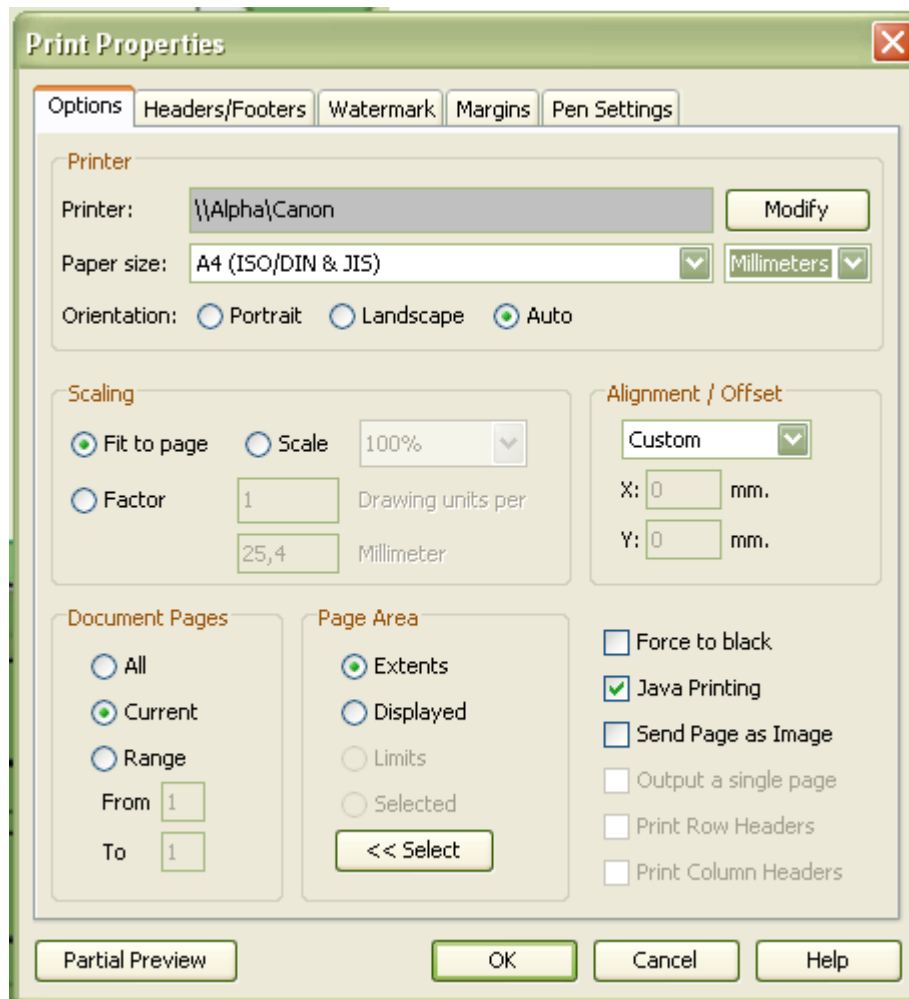 Print Properties
Options Headers/Footers Watermark Margins Pen Settings
Printer
Printer: \\Alpha\Canon Modify
Paper size: A4 (ISO/DIN & JIS) Millimeters
Orientation: Portrait Landscape Auto
Scaling
Fit to page Scale 100%
Factor 1 Drawing units per
25,4 Millimeter
Alignment / Offset
Custom
X: 0 mm.
Y: 0 mm.
Document Pages
All
Current
Range
From 1
To 1
Page Area
Extents
Displayed
Limits
Selected
<< Select
Force to black
Java Printing
Send Page as Image
Output a single page
Print Row Headers
Print Column Headers
Partial Preview OK Cancel Help